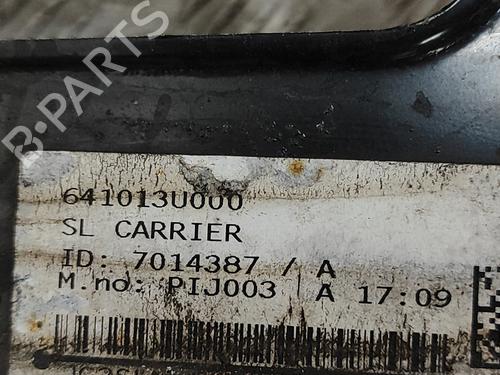 B-PARTS
641013U000
SL CARRIER
ID: 7014387 / A
M.no: PIJ003 A 17:09